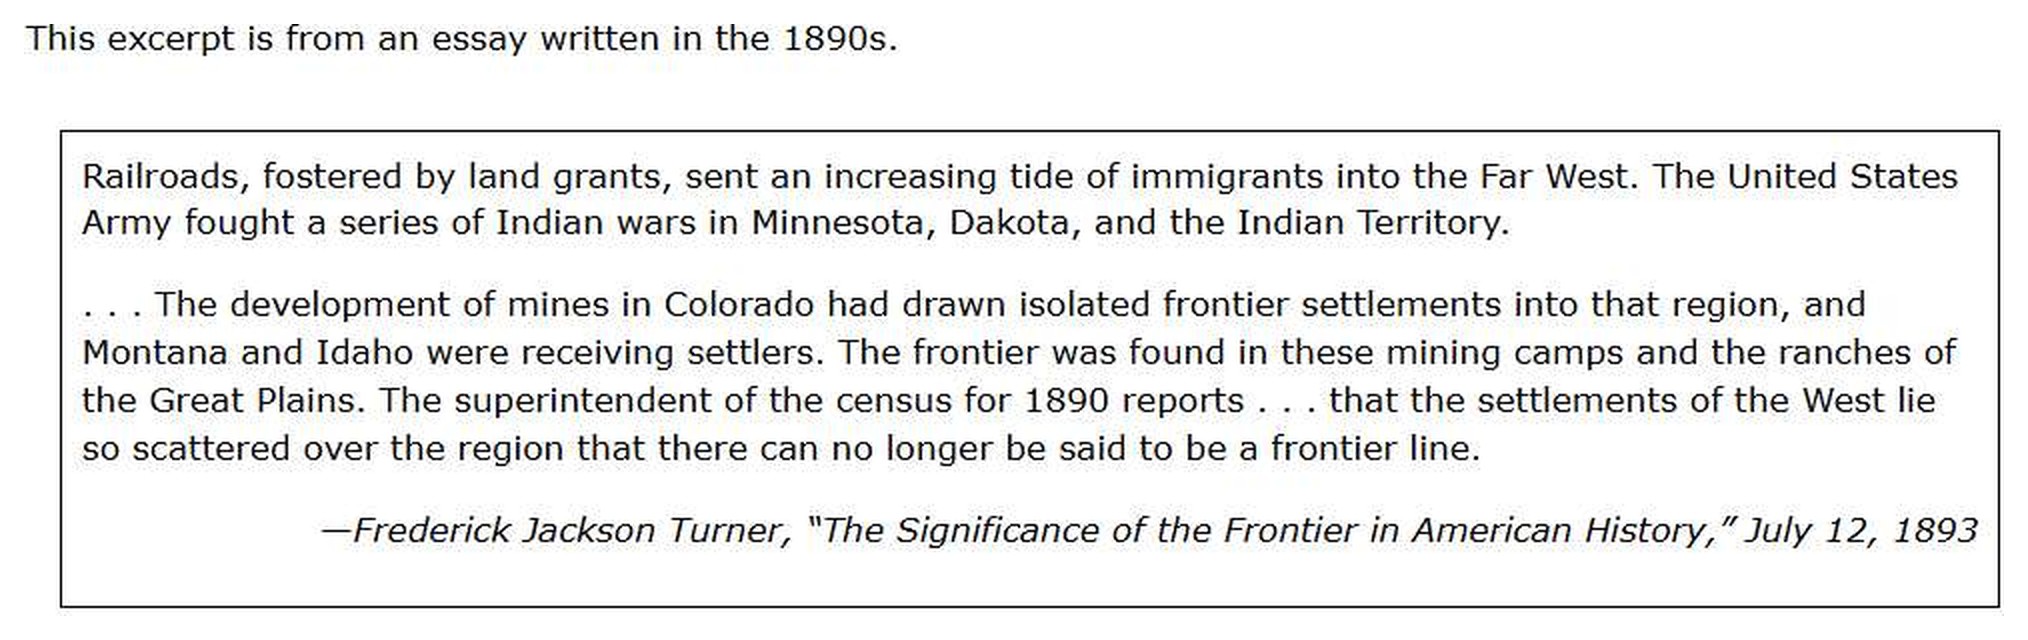 This excerpt is from an essay written in the 1890s.
Railroads, fostered by land grants, sent an increasing tide of immigrants into the Far West. The United States
Army fought a series of Indian wars in Minnesota, Dakota, and the Indian Territory.
. . . The development of mines in Colorado had drawn isolated frontier settlements into that region, and
Montana and Idaho were receiving settlers. The frontier was found in these mining camps and the ranches of
the Great Plains. The superintendent of the census for 1890 reports . . . that the settlements of the West lie
so scattered over the region that there can no longer be said to be a frontier line.
—Frederick Jackson Turner, “The Significance of the Frontier in American History,” July 12, 1893